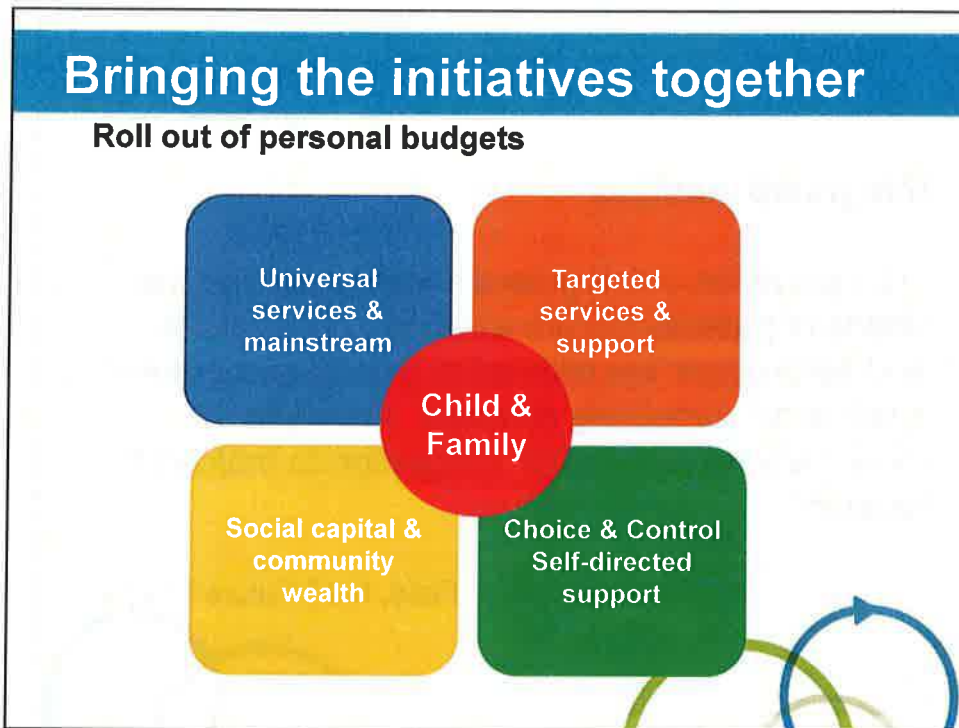 Bringing the initiatives together
Roll out of personal budgets
Universal
services &
mainstream
Targeted
services &
support
Child &
Family
Social capital &
community
wealth
Choice & Control
Self-directed
support